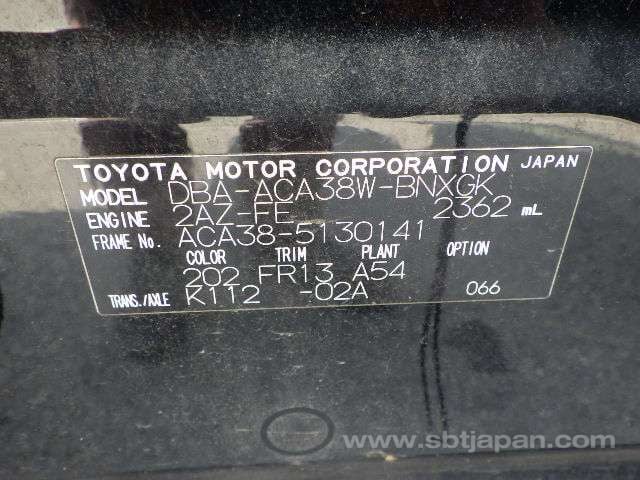 TOYOTA MOTOR CORPORATION JAPAN
MODEL DBA-ACA38W-BNXGK
ENGINE 2AZ-FE 2362 mL
FRAME No. ACA38-5130141
COLOR TRIM PLANT OPTION
202 FR13 A54
TRANS./AXLE K112 -02A 066
www.sbtjapan.com